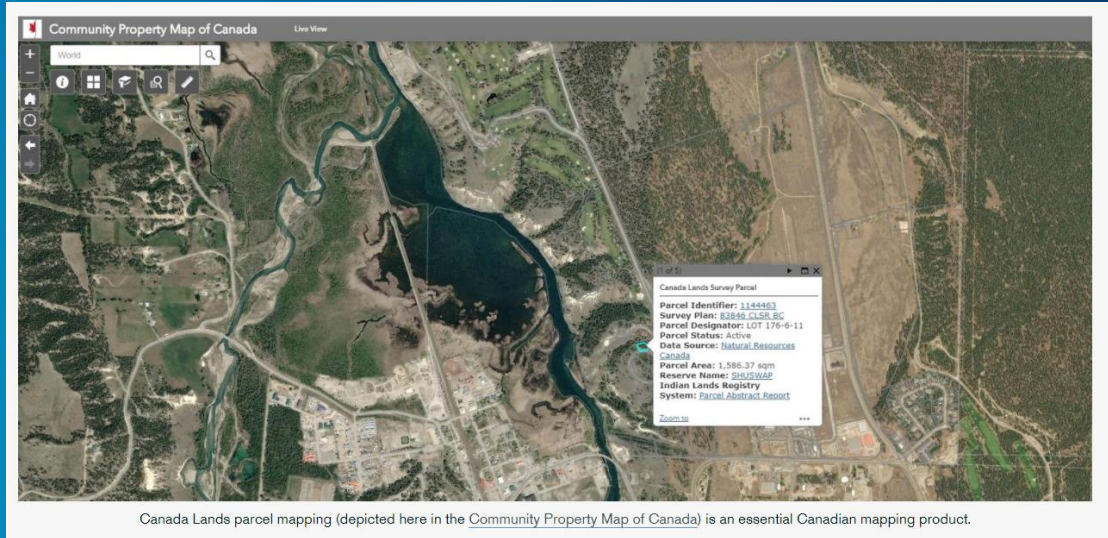 Community Property Map of Canada Live View
World
(1 of 5)
Canada Lands Survey Parcel
Parcel Identifier: 1144463
Survey Plan: 83846 CLSR BC
Parcel Designator: LOT 176-6-11
Parcel Status: Active
Data Source: Natural Resources
Canada
Parcel Area: 1,586.37 sqm
Reserve Name: SHUSWAP
Indian Lands Registry
System: Parcel Abstract Report
Zoom to
Canada Lands parcel mapping (depicted here in the Community Property Map of Canada) is an essential Canadian mapping product.